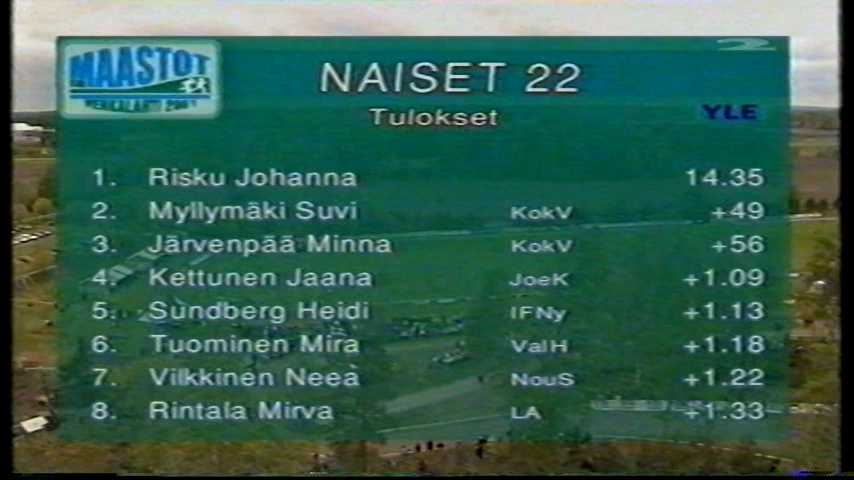 MAASTOT
NAISET 22
Tulokset
YLE
2
1. Risku Johanna 14.35
2. Myllymäki Suvi KokV +49
3. Järvenpää Minna KokV +56
4. Kettunen Jaana JoeK +1.09
5. Sundberg Heidi IFNy +1.13
6. Tuominen Mira ValH +1.18
7. Vilkkinen Neea NouS +1.22
8. Rintala Mirva LA +1.33